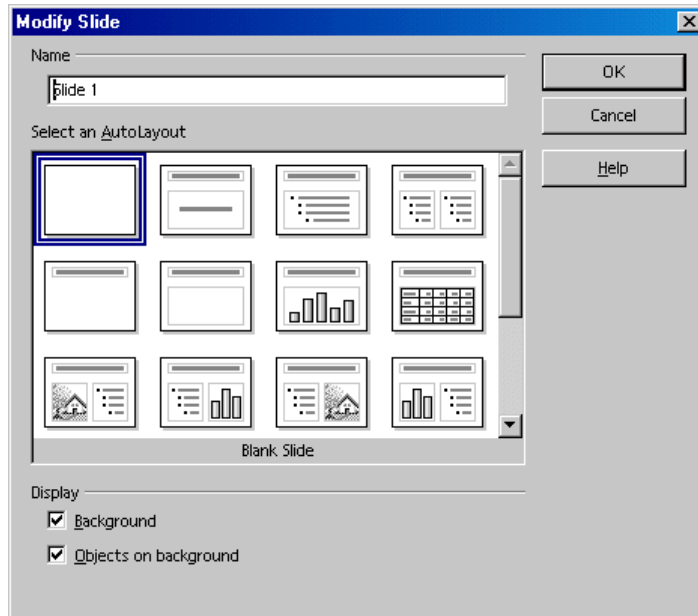 Modify Slide
Name
Slide 1
Select an AutoLayout
Blank Slide
Display
Background
Objects on background
OK
Cancel
Help